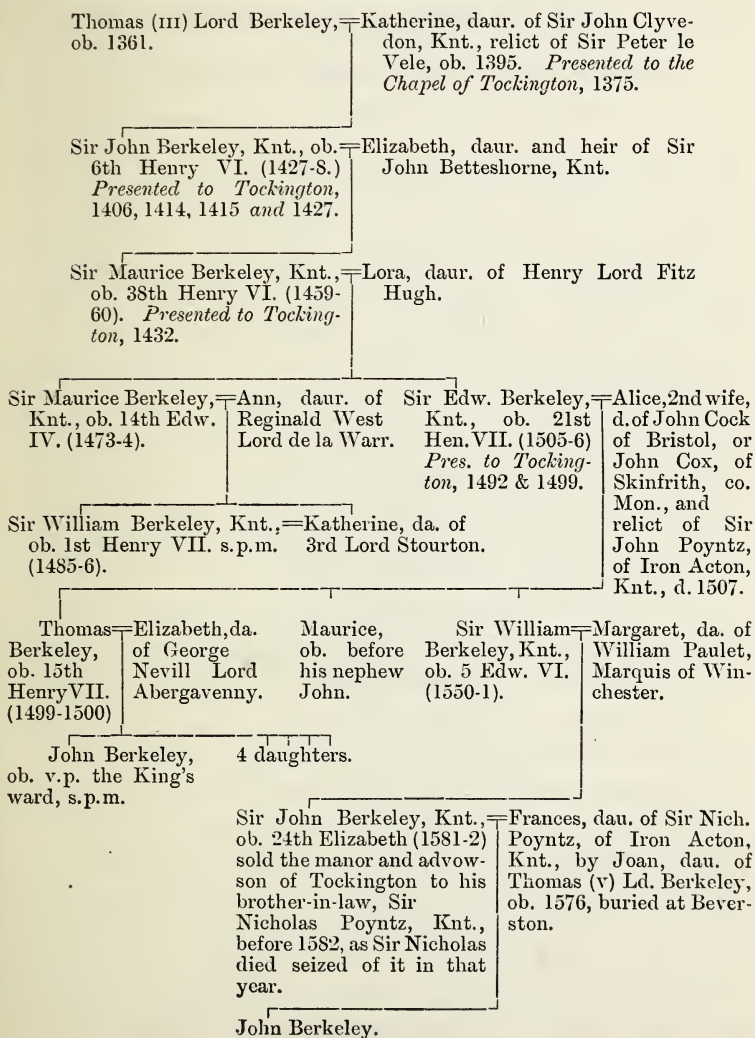 Thomas (III) Lord Berkeley,
ob. 1361.
Katherine, daur. of Sir John Clyve-
don, Knt., relict of Sir Peter le
Vele, ob. 1395. Presented to the
Chapel of Tockington, 1375.
Sir John Berkeley, Knt., ob.
6th Henry VI. (1427-8.)
Presented to Tockington,
1406, 1414, 1415 and 1427.
Elizabeth, daur. and heir of Sir
John Betteshorne, Knt.
Sir Maurice Berkeley, Knt.,
ob. 38th Henry VI. (1459-
60). Presented to Tocking-
ton, 1432.
Lora, daur. of Henry Lord Fitz
Hugh.
Sir Maurice Berkeley,
Knt., ob. 14th Edw.
IV. (1473-4).
Ann, daur. of
Reginald West
Lord de la Warr.
Sir Edw. Berkeley,
Knt., ob. 21st
Hen. VII. (1505-6)
Pres. to Tocking-
ton, 1492 & 1499.
Alice, 2nd wife,
d. of John Cock
of Bristol, or
John Cox, of
Skinfrith, co.
Mon., and
relict of Sir
John Poyntz,
of Iron Acton,
Knt., d. 1507.
Sir William Berkeley, Knt.,
ob. 1st Henry VII. s.p.m.
(1485-6).
Katherine, da. of
3rd Lord Stourton.
Thomas
Berkeley,
ob. 15th
Henry VII.
(1499-1500)
Elizabeth, da.
of George
Nevill Lord
Abergavenny.
Maurice,
ob. before
his nephew
John.
Sir William
Berkeley, Knt.,
ob. 5 Edw. VI.
(1550-1).
Margaret, da. of
William Paulet,
Marquis of Win-
chester.
John Berkeley,
ob. v.p. the King's
ward, s.p.m.
4 daughters.
Sir John Berkeley, Knt.,
ob. 24th Elizabeth (1581-2)
sold the manor and advow-
son of Tockington to his
brother-in-law, Sir
Nicholas Poyntz, Knt.,
before 1582, as Sir Nicholas
died seized of it in that
year.
Frances, dau. of Sir Nich.
Poyntz, of Iron Acton,
Knt., by Joan, dau. of
Thomas (V) Ld. Berkeley,
ob. 1576, buried at Bever-
ston.
John Berkeley.